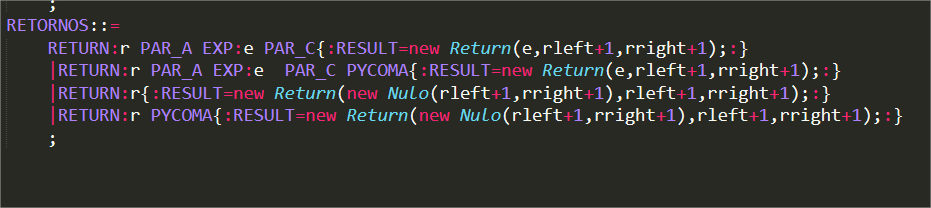 ;
RETORNOS::=
RETURN:r PAR_A EXP:e PAR_C{:RESULT=new Return(e,rleft+1,rright+1);:}
|RETURN:r PAR_A EXP:e  PAR_C PYCOMA{:RESULT=new Return(e,rleft+1,rright+1);:}
|RETURN:r{:RESULT=new Return(new Nulo(rleft+1,rright+1),rleft+1,rright+1);:}
|RETURN:r PYCOMA{:RESULT=new Return(new Nulo(rleft+1,rright+1),rleft+1,rright+1);:}
;